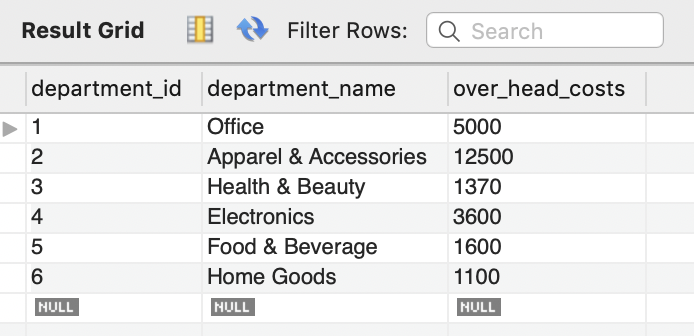 Result Grid Filter Rows: Search
department_id department_name over_head_costs
1 Office 5000
2 Apparel & Accessories 12500
3 Health & Beauty 1370
4 Electronics 3600
5 Food & Beverage 1600
6 Home Goods 1100
NULL NULL NULL